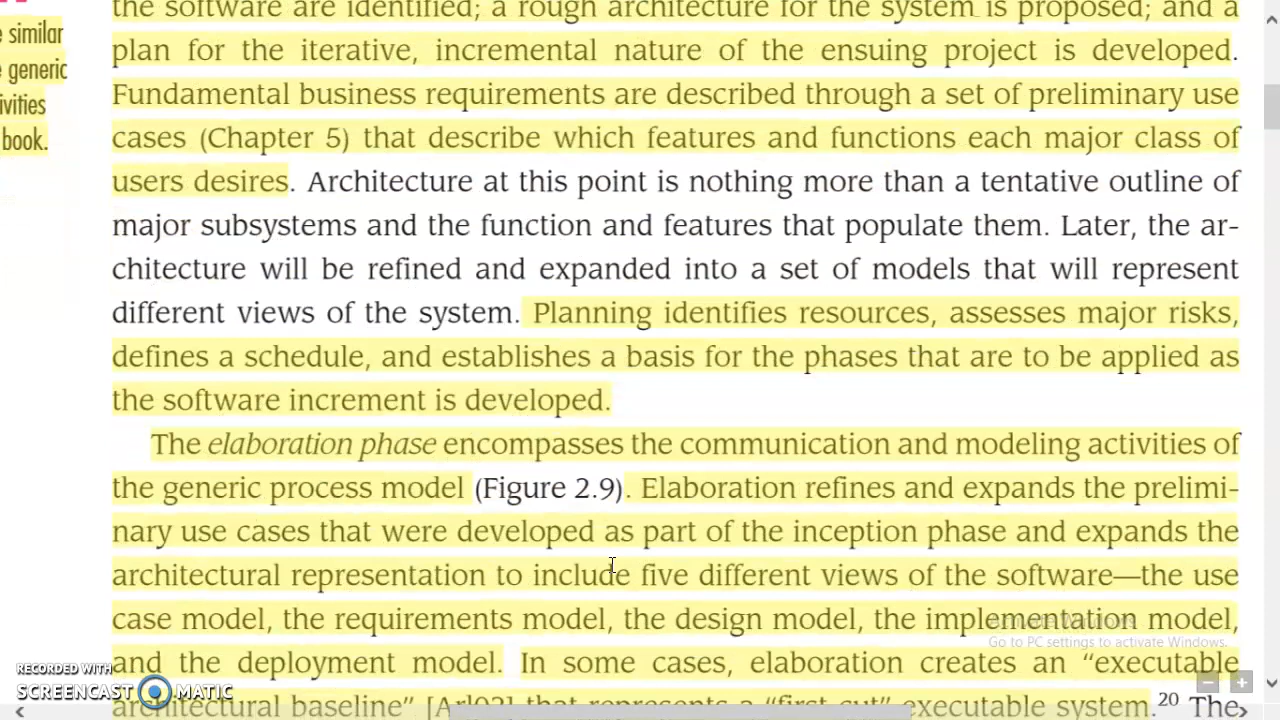 the software are identified; a rough architecture for the system is proposed; and a
plan for the iterative, incremental nature of the ensuing project is developed.
Fundamental business requirements are described through a set of preliminary use
cases (Chapter 5) that describe which features and functions each major class of
users desires. Architecture at this point is nothing more than a tentative outline of
major subsystems and the function and features that populate them. Later, the ar-
chitecture will be refined and expanded into a set of models that will represent
different views of the system. Planning identifies resources, assesses major risks,
defines a schedule, and establishes a basis for the phases that are to be applied as
the software increment is developed.
The elaboration phase encompasses the communication and modeling activities of
the generic process model (Figure 2.9). Elaboration refines and expands the prelimi-
nary use cases that were developed as part of the inception phase and expands the
architectural representation to include five different views of the software—the use
case model, the requirements model, the design model, the implementation model,
and the deployment model. In some cases, elaboration creates an “executable
architectural baseline” [Arl02] that represents a “first cut” executable system.20 The
similar
generic
ivities
book.
Activate Windows
Go to PC settings to activate Windows.
RECORDED WITH
SCREENCAST MATIC